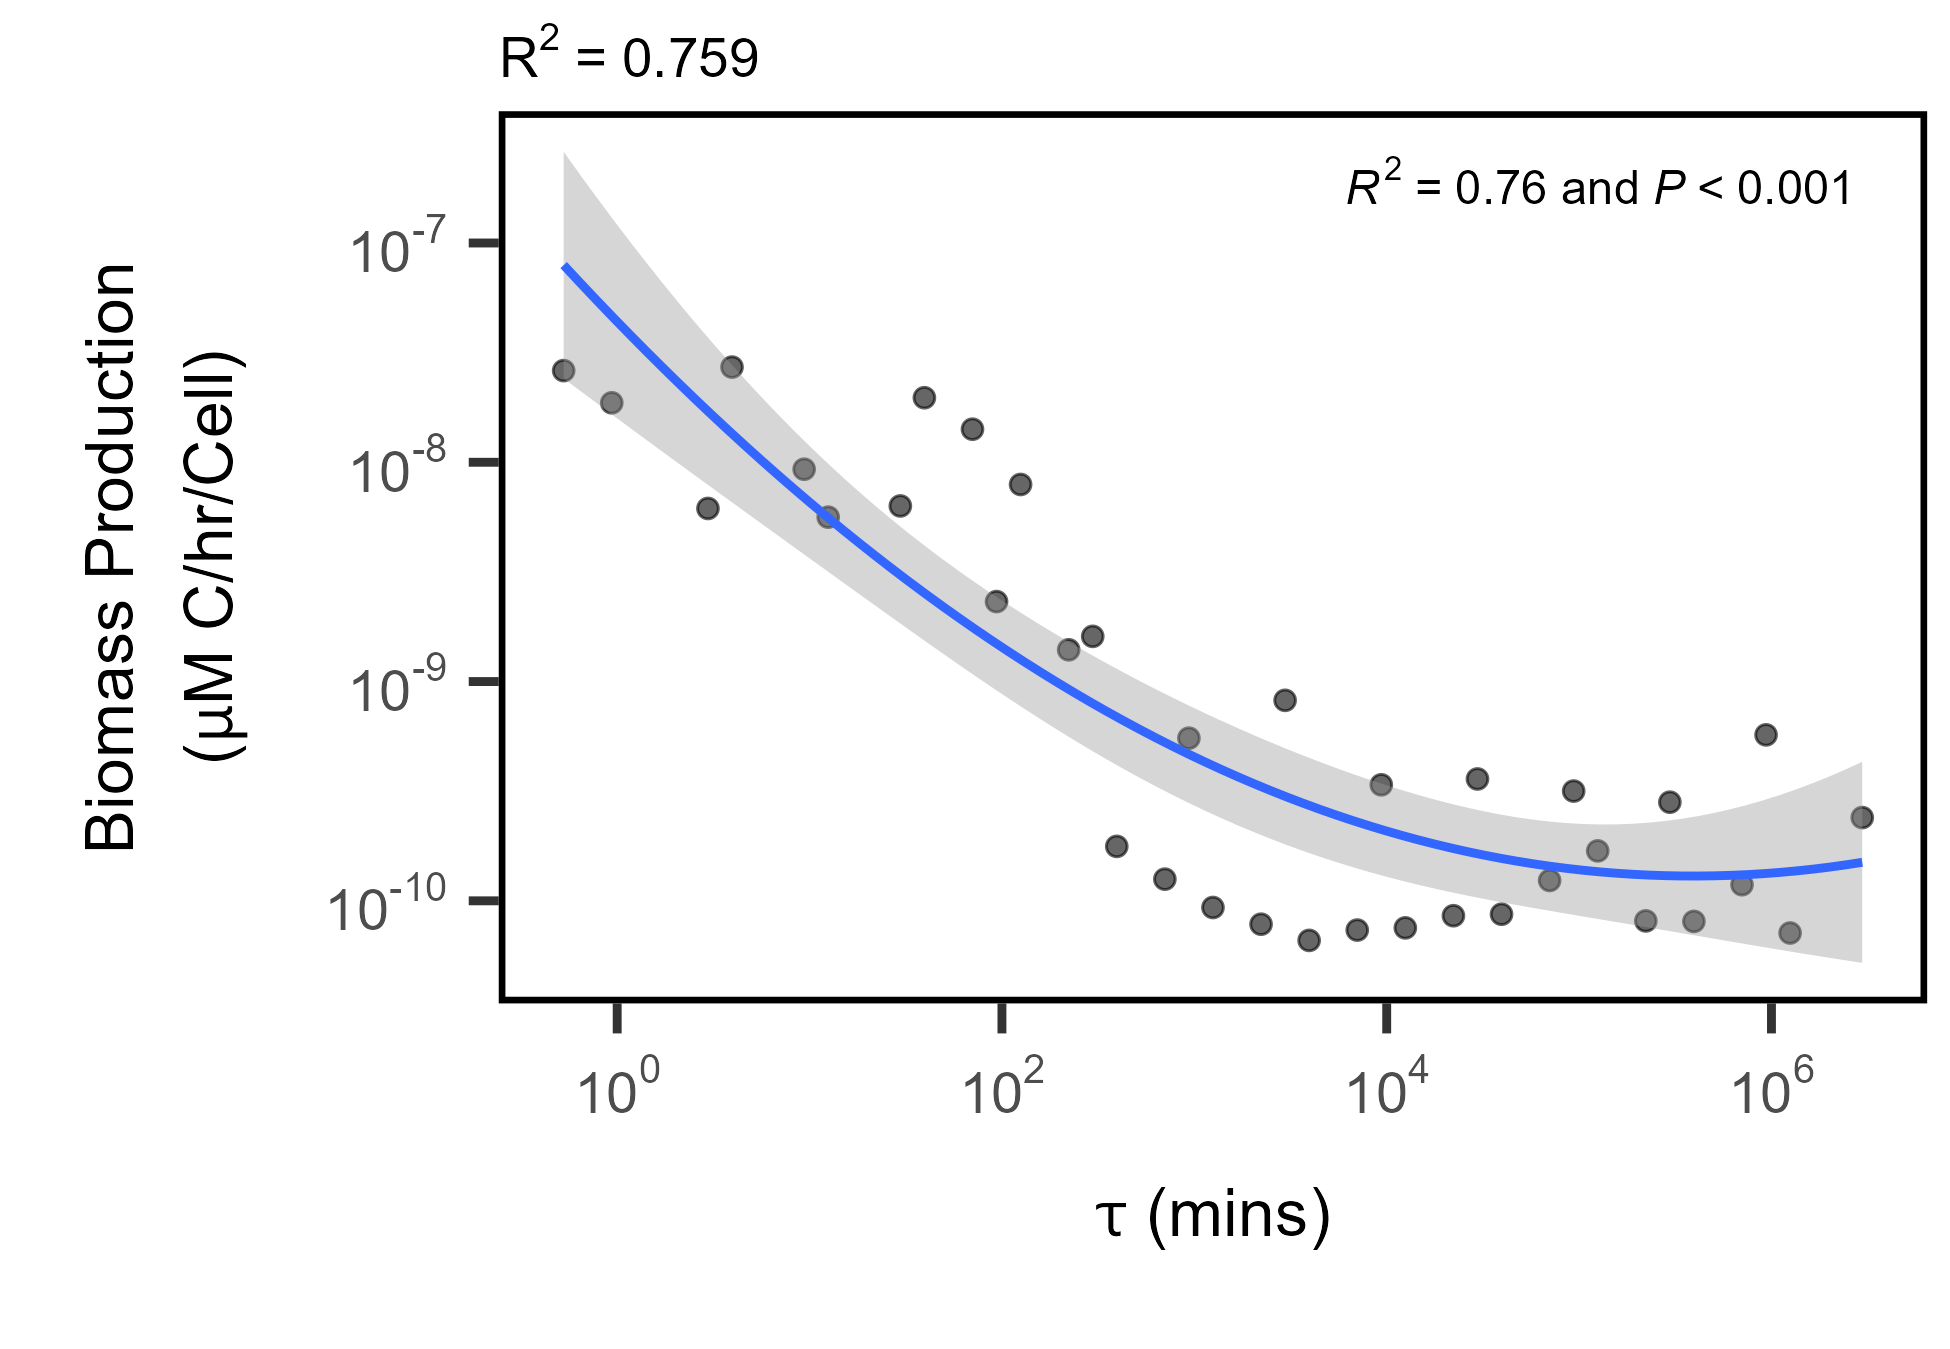 R² = 0.759
R² = 0.76 and P < 0.001
Biomass Production
(µM C/hr/Cell)
10⁻⁷
10⁻⁸
10⁻⁹
10⁻¹⁰
10⁰ 10² 10⁴ 10⁶
τ (mins)